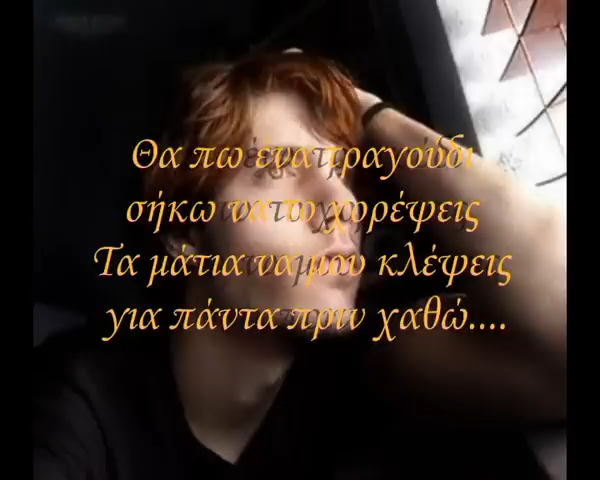 Θα πω ένα τραγούδι
σήκω να το χορέψεις
Τα μάτια να μου κλέψεις
για πάντα πριν χαθώ....